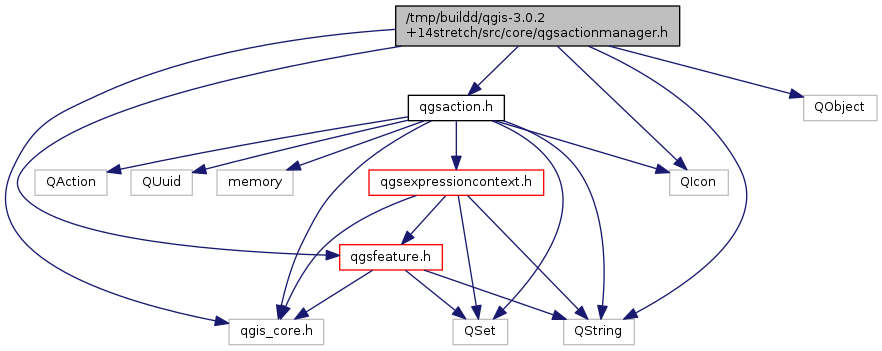 /tmp/buildd/qgis-3.0.2
+14stretch/src/core/qgsactionmanager.h
qgsaction.h
QObject
QAction
QUuid
memory
qgsexpressioncontext.h
QIcon
qgsfeature.h
qgis_core.h
QSet
QString